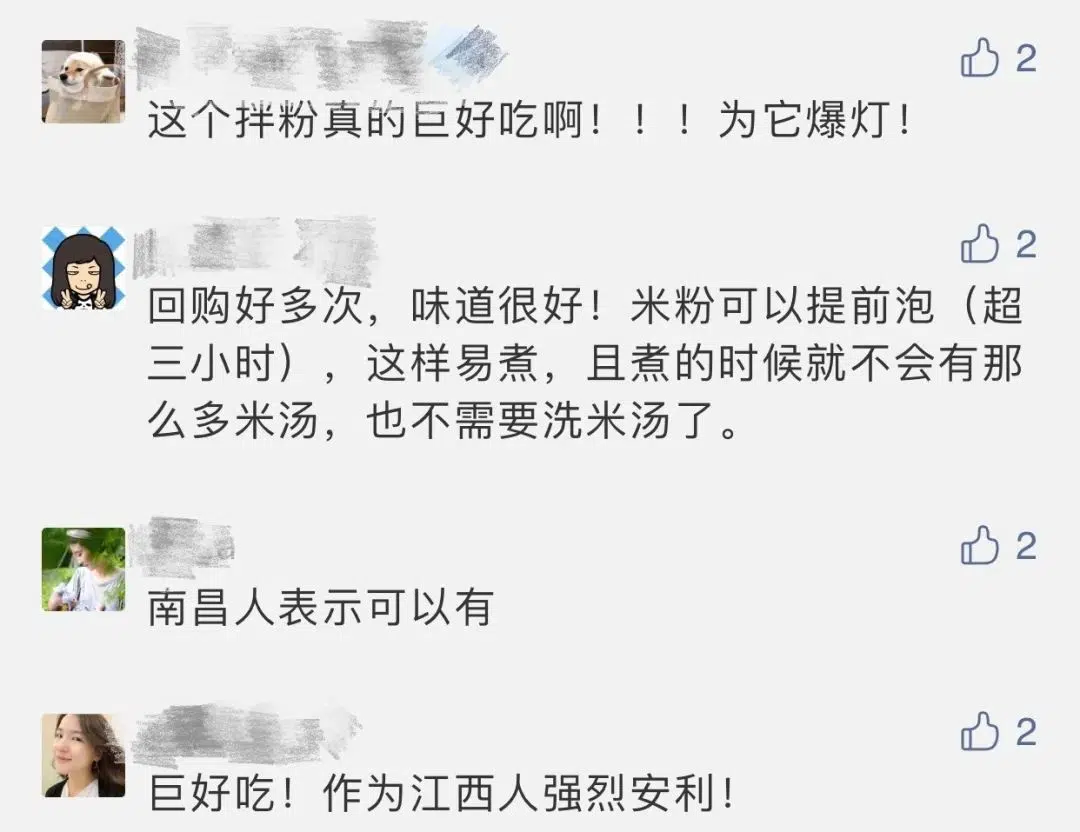 2
这个拌粉真的巨好吃啊！！！为它爆灯！
2
回购好多次，味道很好！米粉可以提前泡（超
三小时），这样易煮，且煮的时候就不会有那
么多米汤，也不需要洗米汤了。
2
南昌人表示可以有
2
巨好吃！作为江西人强烈安利！